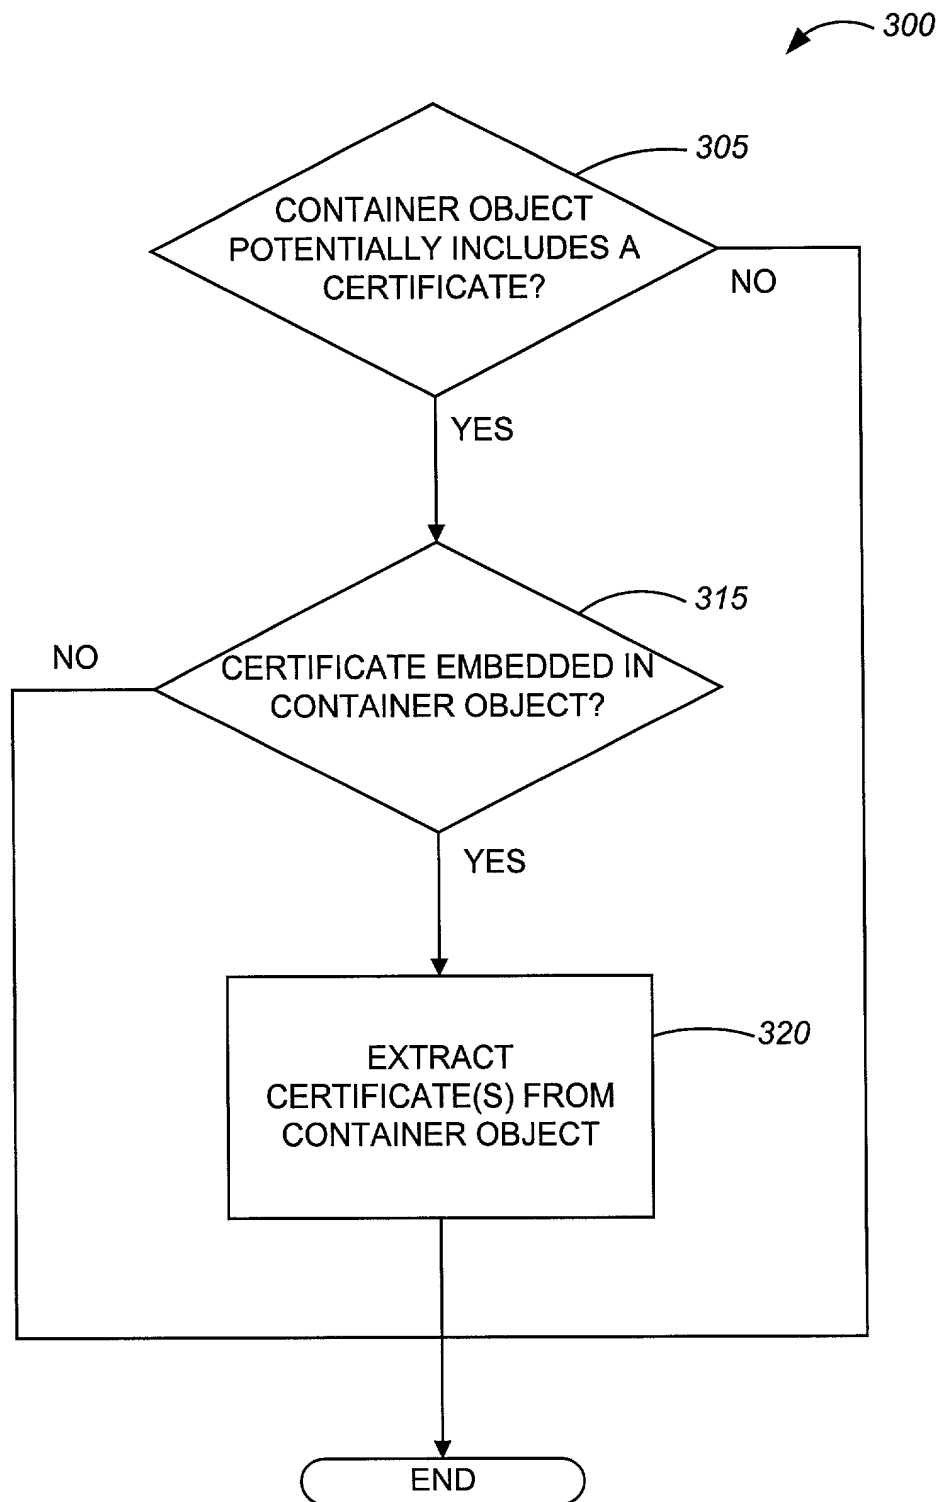 300
305
CONTAINER OBJECT
POTENTIALLY INCLUDES A
CERTIFICATE?
NO
YES
315
NO
CERTIFICATE EMBEDDED IN
CONTAINER OBJECT?
YES
320
EXTRACT
CERTIFICATE(S) FROM
CONTAINER OBJECT
END